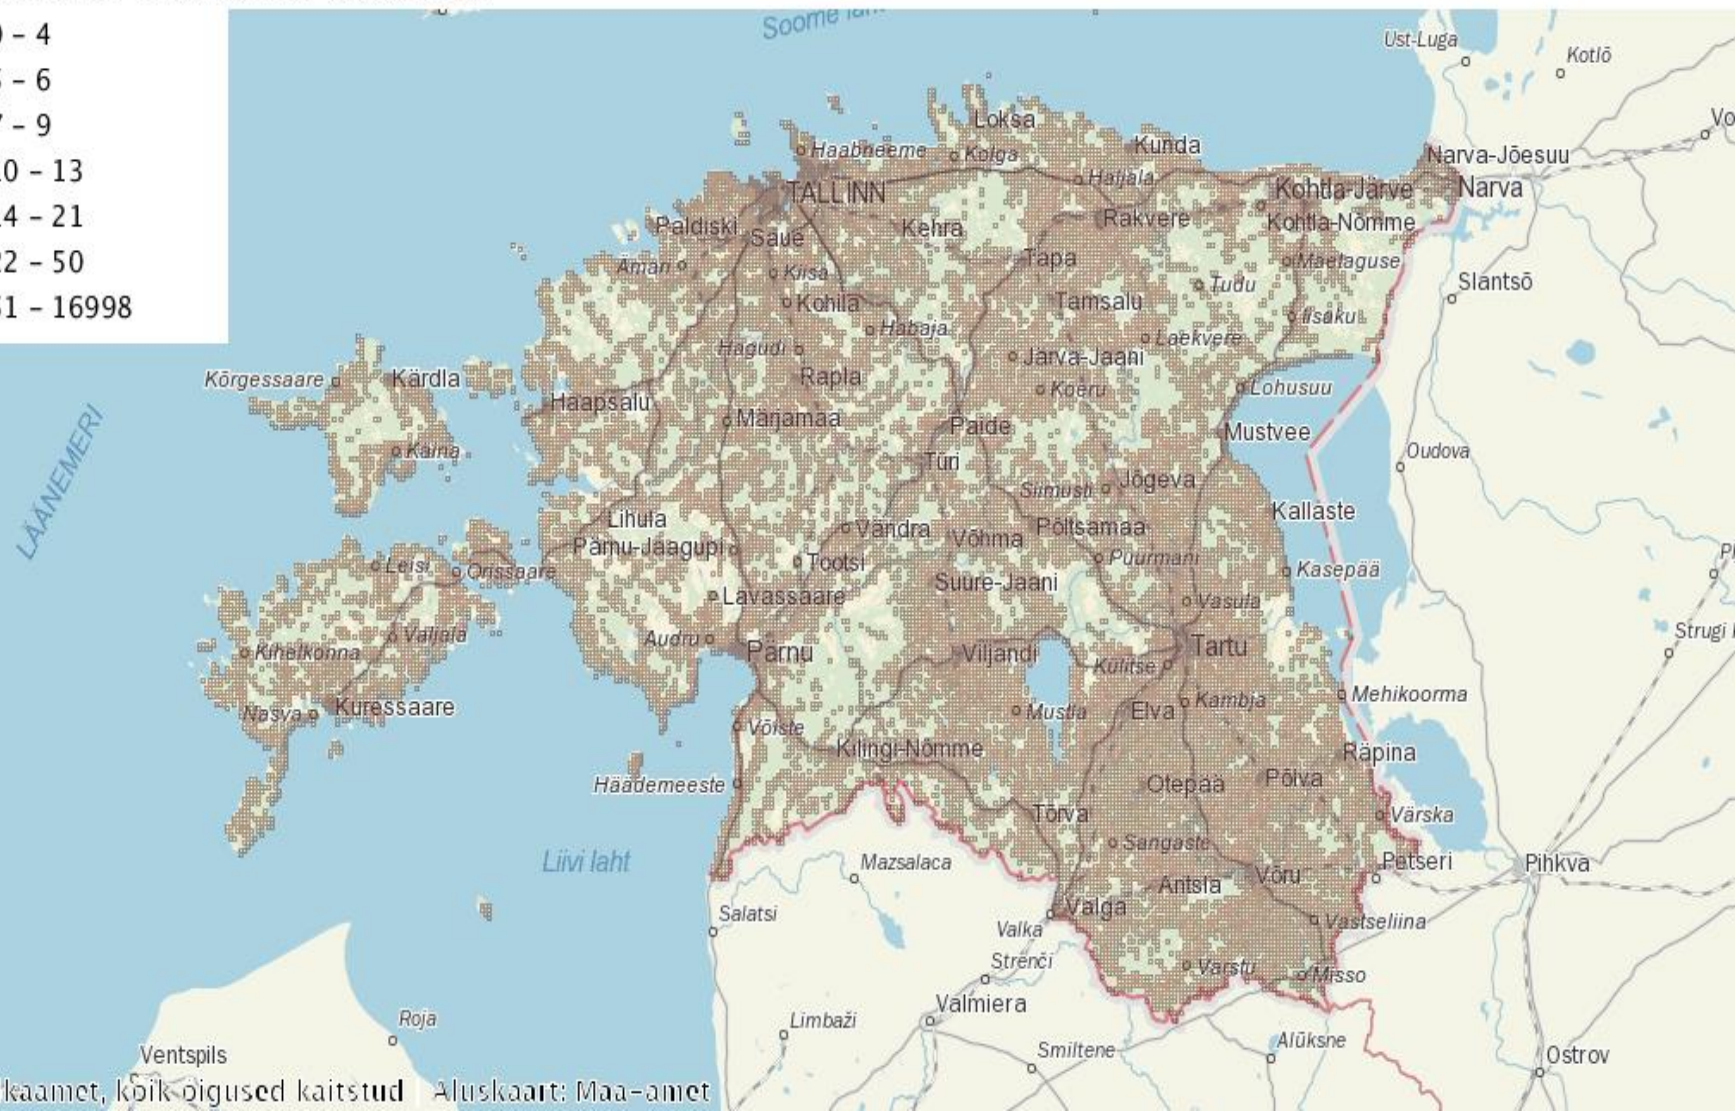 – 4
– 6
– 9
– 13
– 21
– 50
– 16998
Soome laht
Ust-Luga
Kotlõ
Loksa
Kunda
Haabneeme
Kolga
Narva-Jõesuu
TALLINN
Haljala
Kohtla-Järve
Narva
Paldiski
Saue
Kehra
Rakvere
Kohtla-Nõmme
Ämari
Kiisa
Tapa
Mäetaguse
Slantsõ
Tudu
Kohila
Tamsalu
Iisaku
Habaja
Laekvere
Hagudi
Järva-Jaani
Kõrgessaare
Kärdla
Rapla
Koeru
Lohusuu
Haapsalu
Märjamaa
Paide
Mustvee
LÄÄNEMERI
Käina
Türi
Oudova
Siimusti
Jõgeva
Kallaste
Lihula
Vändra
Võhma
Põltsamaa
Pärnu-Jaagupi
Tootsi
Puurmani
Leisi
Orissaare
Kasepää
Suure-Jaani
Lavassaare
Vasula
Valjala
Audru
Kihelkonna
Pärnu
Viljandi
Tartu
Strugi
Külitse
Mehikoorma
Nasva
Kuressaare
Mustla
Elva
Kambja
Võiste
Kilingi-Nõmme
Räpina
Häädemeeste
Otepää
Põlva
Tõrva
Värska
Sangaste
Liivi laht
Mazsalaca
Petseri
Pihkva
Antsla
Võru
Valga
Salatsi
Vastseliina
Valka
Strenči
Varstu
Misso
Valmiera
Roja
Limbaži
Alūksne
Smiltene
Ventspils
Ostrov
kaamet, kõik õigused kaitstud Aluskaart: Maa-amet